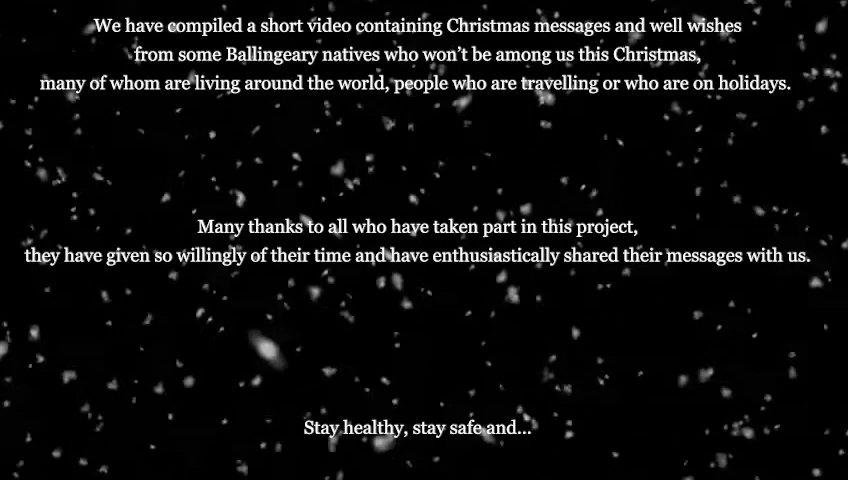 We have compiled a short video containing Christmas messages and well wishes
from some Ballingeary natives who won’t be among us this Christmas,
many of whom are living around the world, people who are travelling or who are on holidays.
Many thanks to all who have taken part in this project,
they have given so willingly of their time and have enthusiastically shared their messages with us.
Stay healthy, stay safe and...